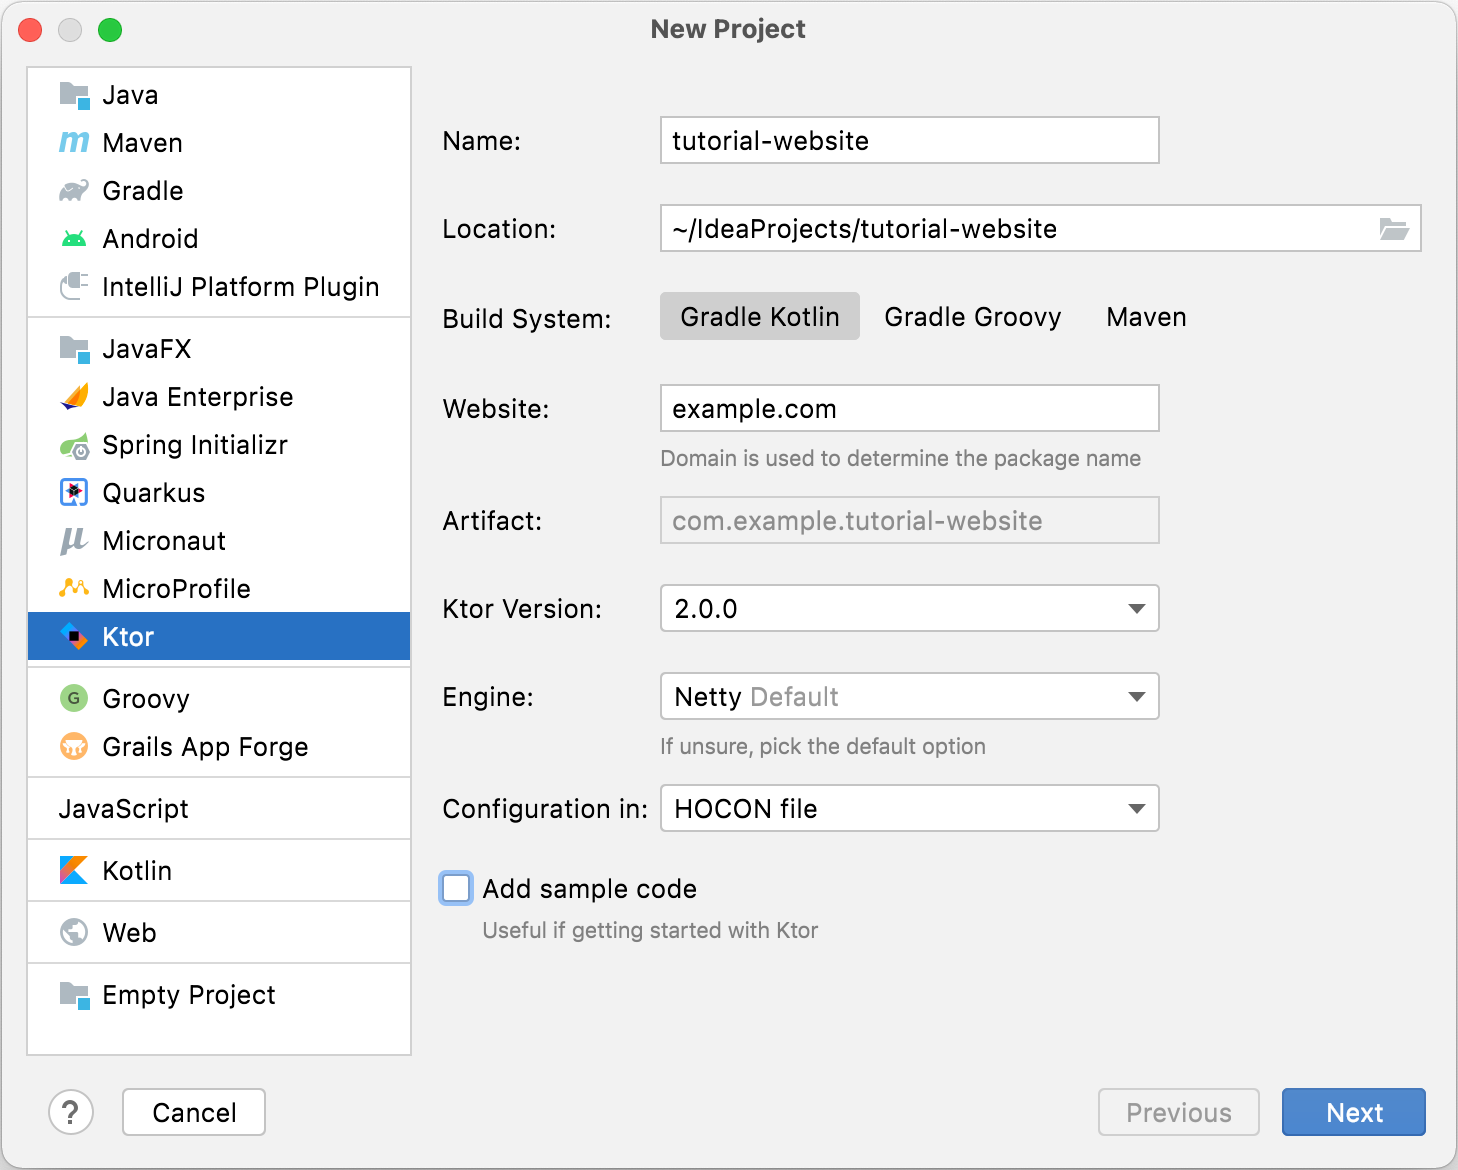 New Project
Java
Maven
Gradle
Android
IntelliJ Platform Plugin
JavaFX
Java Enterprise
Spring Initializr
Quarkus
Micronaut
MicroProfile
Ktor
G Groovy
Grails App Forge
JavaScript
Kotlin
Web
Empty Project
Name: tutorial-website
Location: ~/IdeaProjects/tutorial-website
Build System: Gradle Kotlin Gradle Groovy Maven
Website: example.com
Domain is used to determine the package name
Artifact: com.example.tutorial-website
Ktor Version: 2.0.0
Engine: Netty Default
If unsure, pick the default option
Configuration in: HOCON file
Add sample code
Useful if getting started with Ktor
? Cancel Previous Next